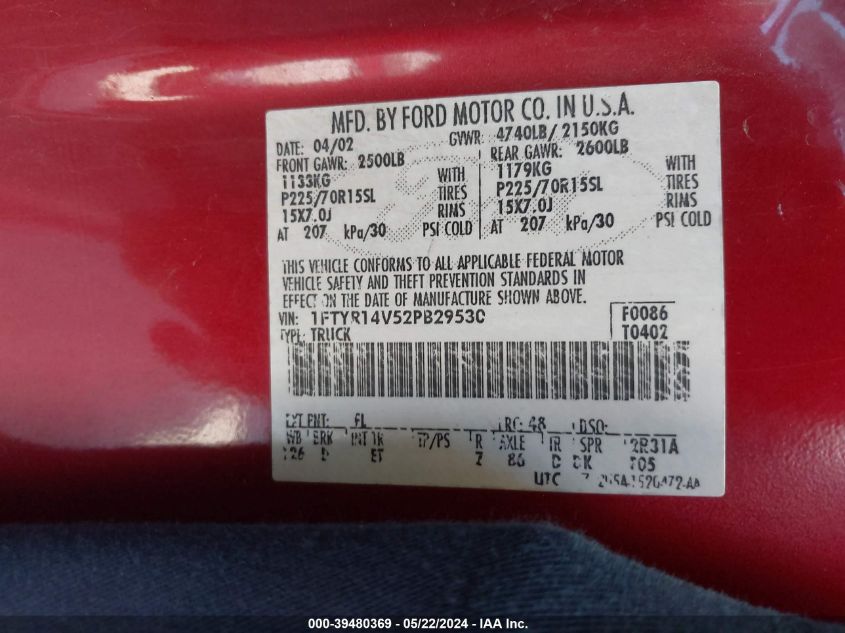 MFD. BY FORD MOTOR CO. IN U.S.A.
DATE: 04/02 GVWR: 4740LB/ 2150KG
FRONT GAWR: 2500LB REAR GAWR: 2600LB
1133KG WITH 1179KG WITH
P225/70R15SL TIRES P225/70R15SL TIRES
15X7.0J RIMS 15X7.0J RIMS
AT 207 kPa/30 PSI COLD AT 207 kPa/30 PSI COLD
THIS VEHICLE CONFORMS TO ALL APPLICABLE FEDERAL MOTOR
VEHICLE SAFETY AND THEFT PREVENTION STANDARDS IN
EFFECT ON THE DATE OF MANUFACTURE SHOWN ABOVE.
VIN: 1FTYR14V52PB29530 F0086
TYPE: TRUCK T0402
EXT PNT: FL RC: 48 DSO:
WB BRK INT TR TP/PS R AXLE TR SPR 2R31A
126 D ET 7 86 D DK T05
UTC
000-39480369 - 05/22/2024 - IAA Inc.